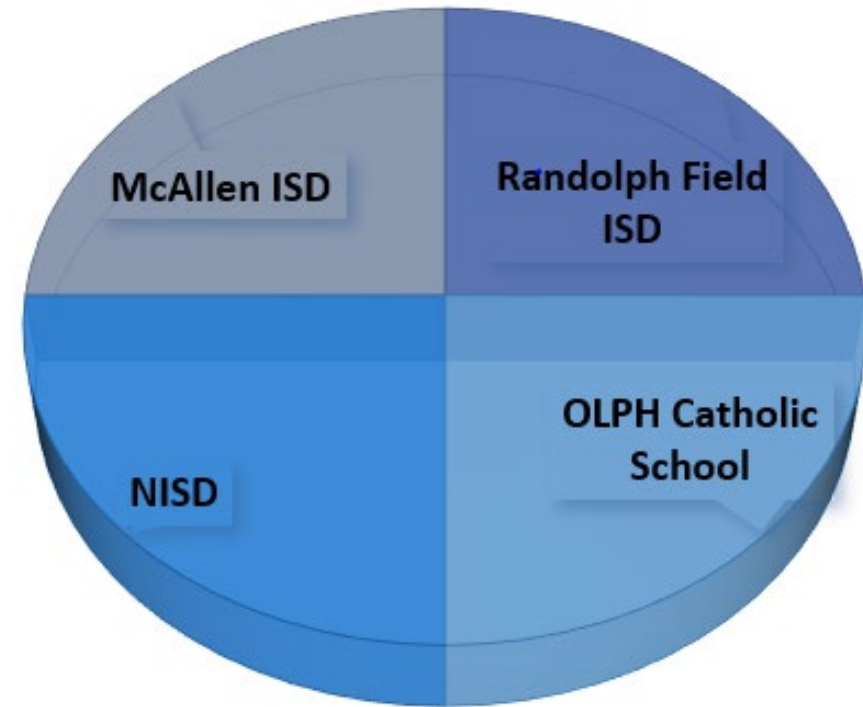 McAllen ISD
Randolph Field
ISD
OLPH Catholic
School
NISD